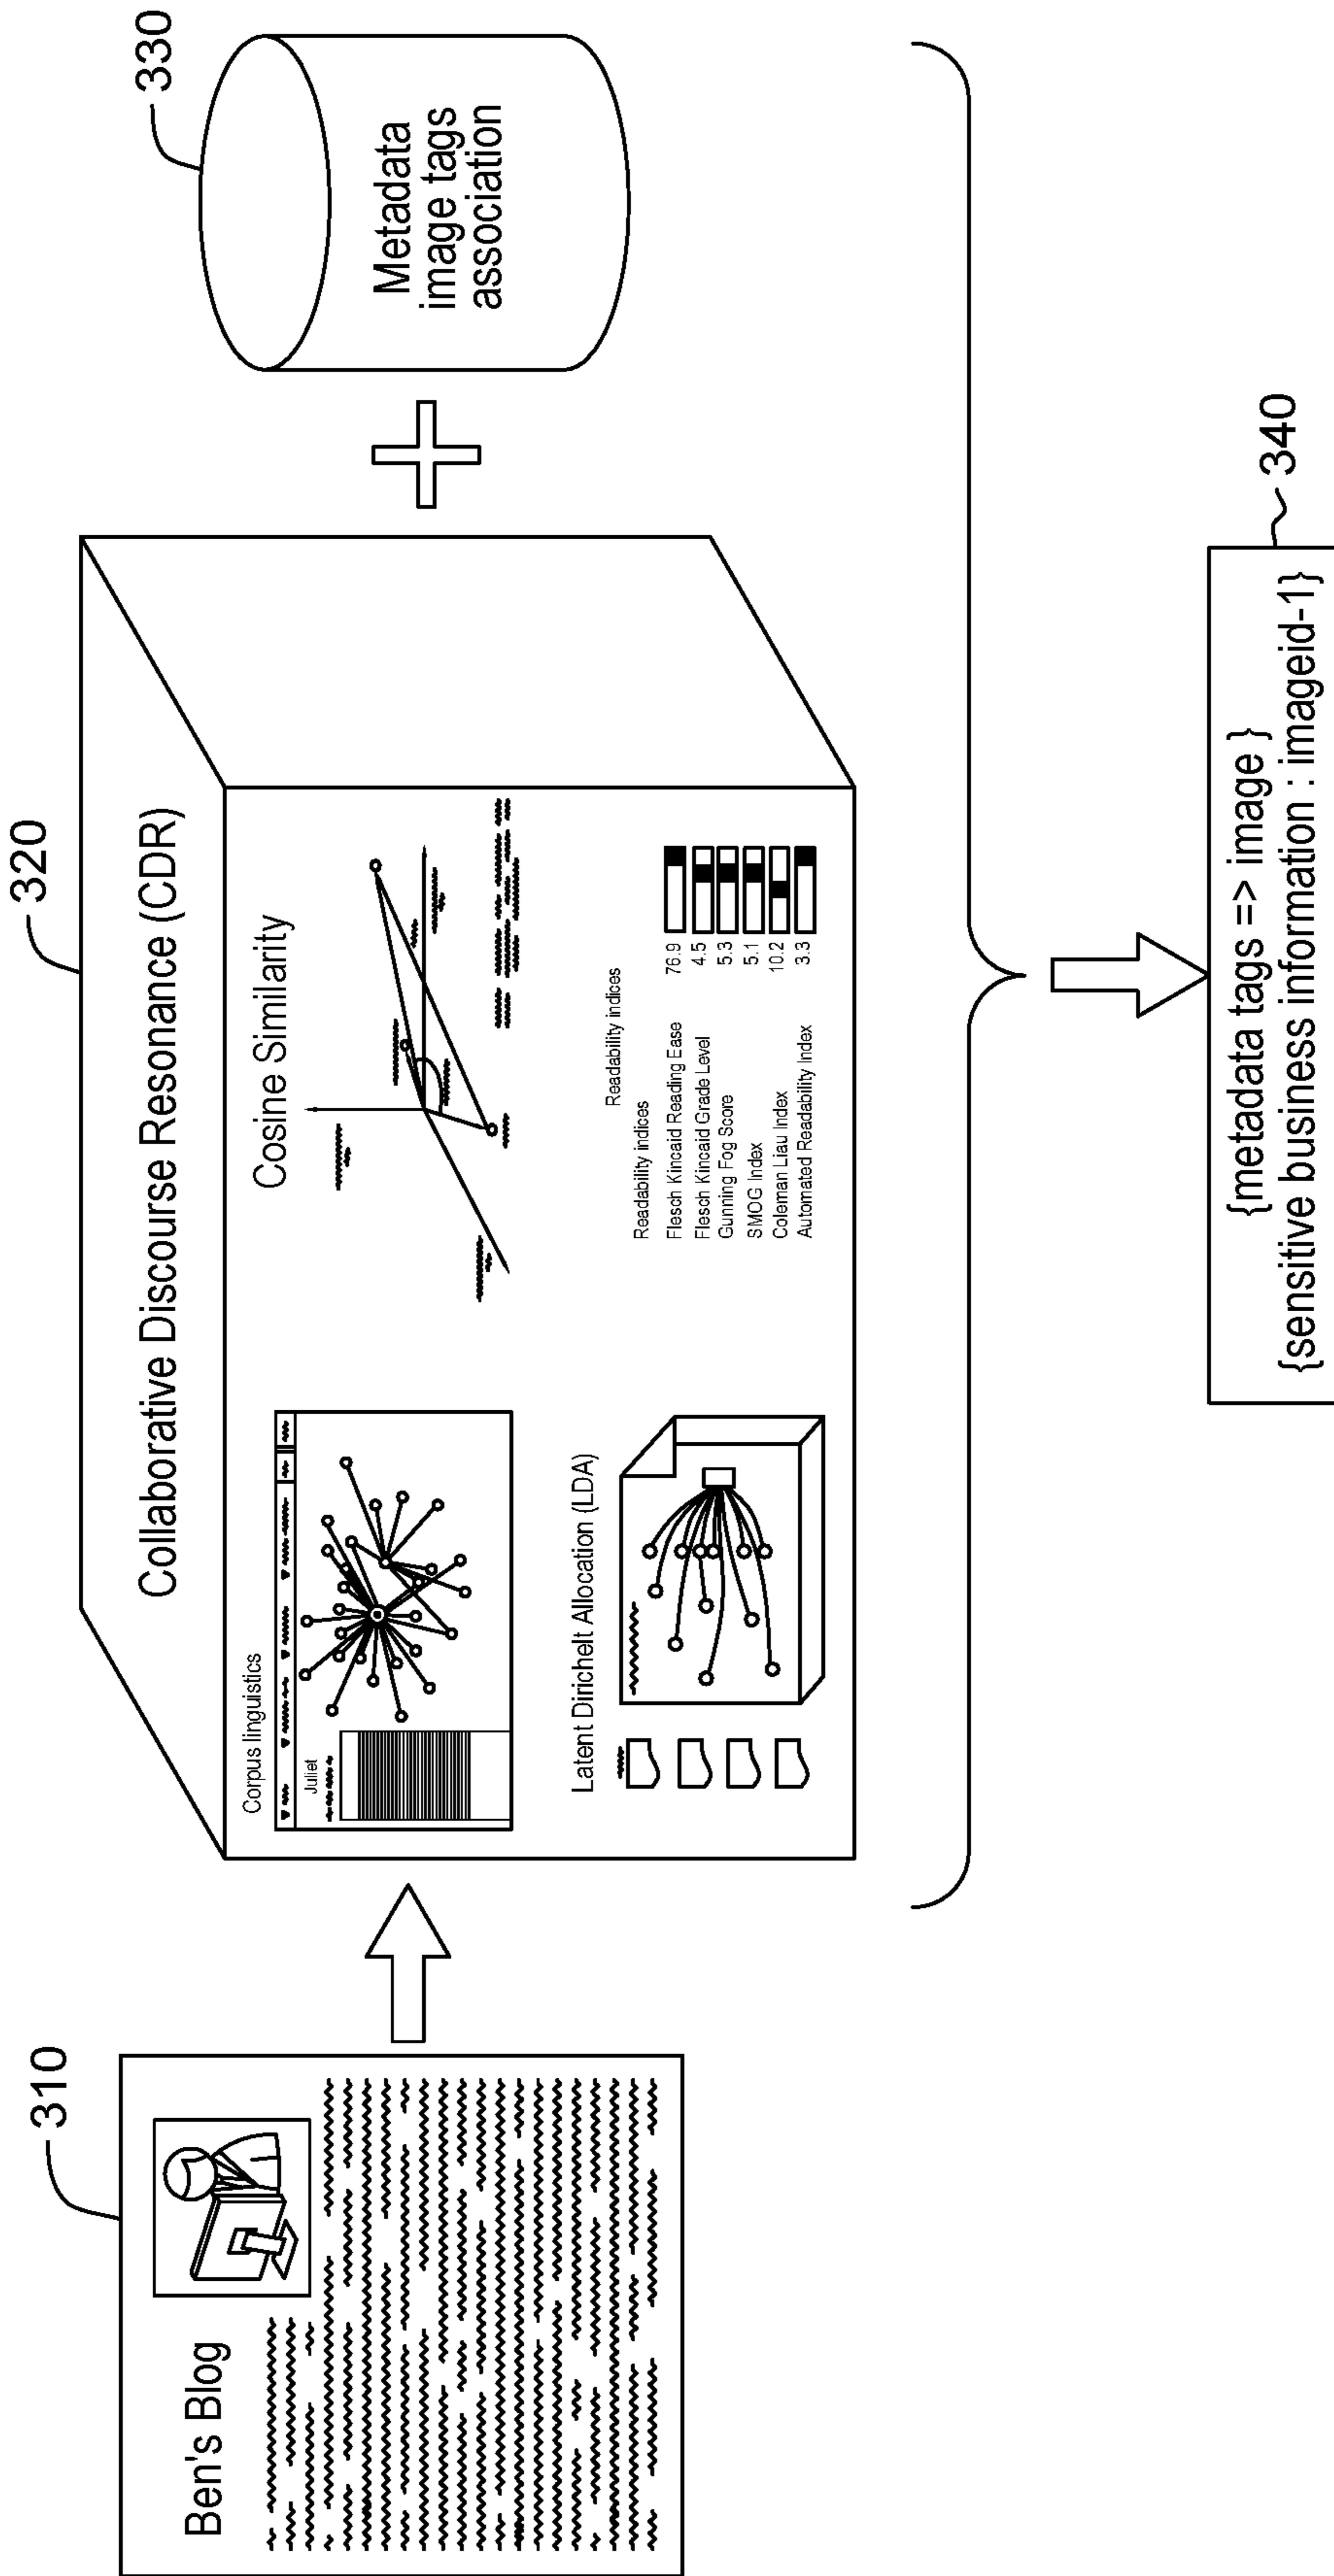 310
Ben's Blog
320
Collaborative Discourse Resonance (CDR)
Corpus linguistics
Juliet
Cosine Similarity
Latent Dirichelt Allocation (LDA)
Readability indices
Readability indices
Flesch Kincaid Reading Ease 76.9
Flesch Kincaid Grade Level 4.5
Gunning Fog Score 5.3
SMOG Index 5.1
Coleman Liau Index 10.2
Automated Readability Index 3.3
330
Metadata
image tags
association
340
{metadata tags => image }
{sensitive business information : imageid-1}